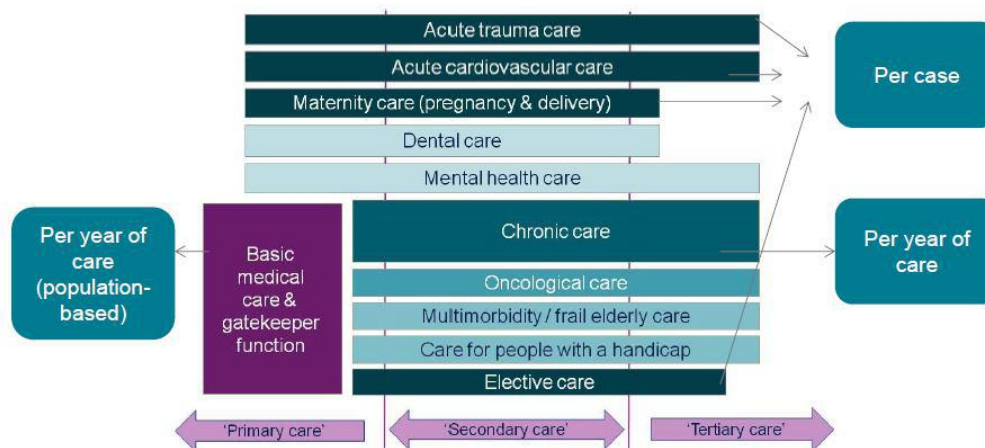 Acute trauma care
Acute cardiovascular care
Maternity care (pregnancy & delivery)
Dental care
Mental health care
Per case
Per year of
care
(population-
based)
Basic
medical
care &
gatekeeper
function
Chronic care
Oncological care
Multimorbidity / frail elderly care
Care for people with a handicap
Elective care
Per year of
care
'Primary care'
'Secondary care'
'Tertiary care'